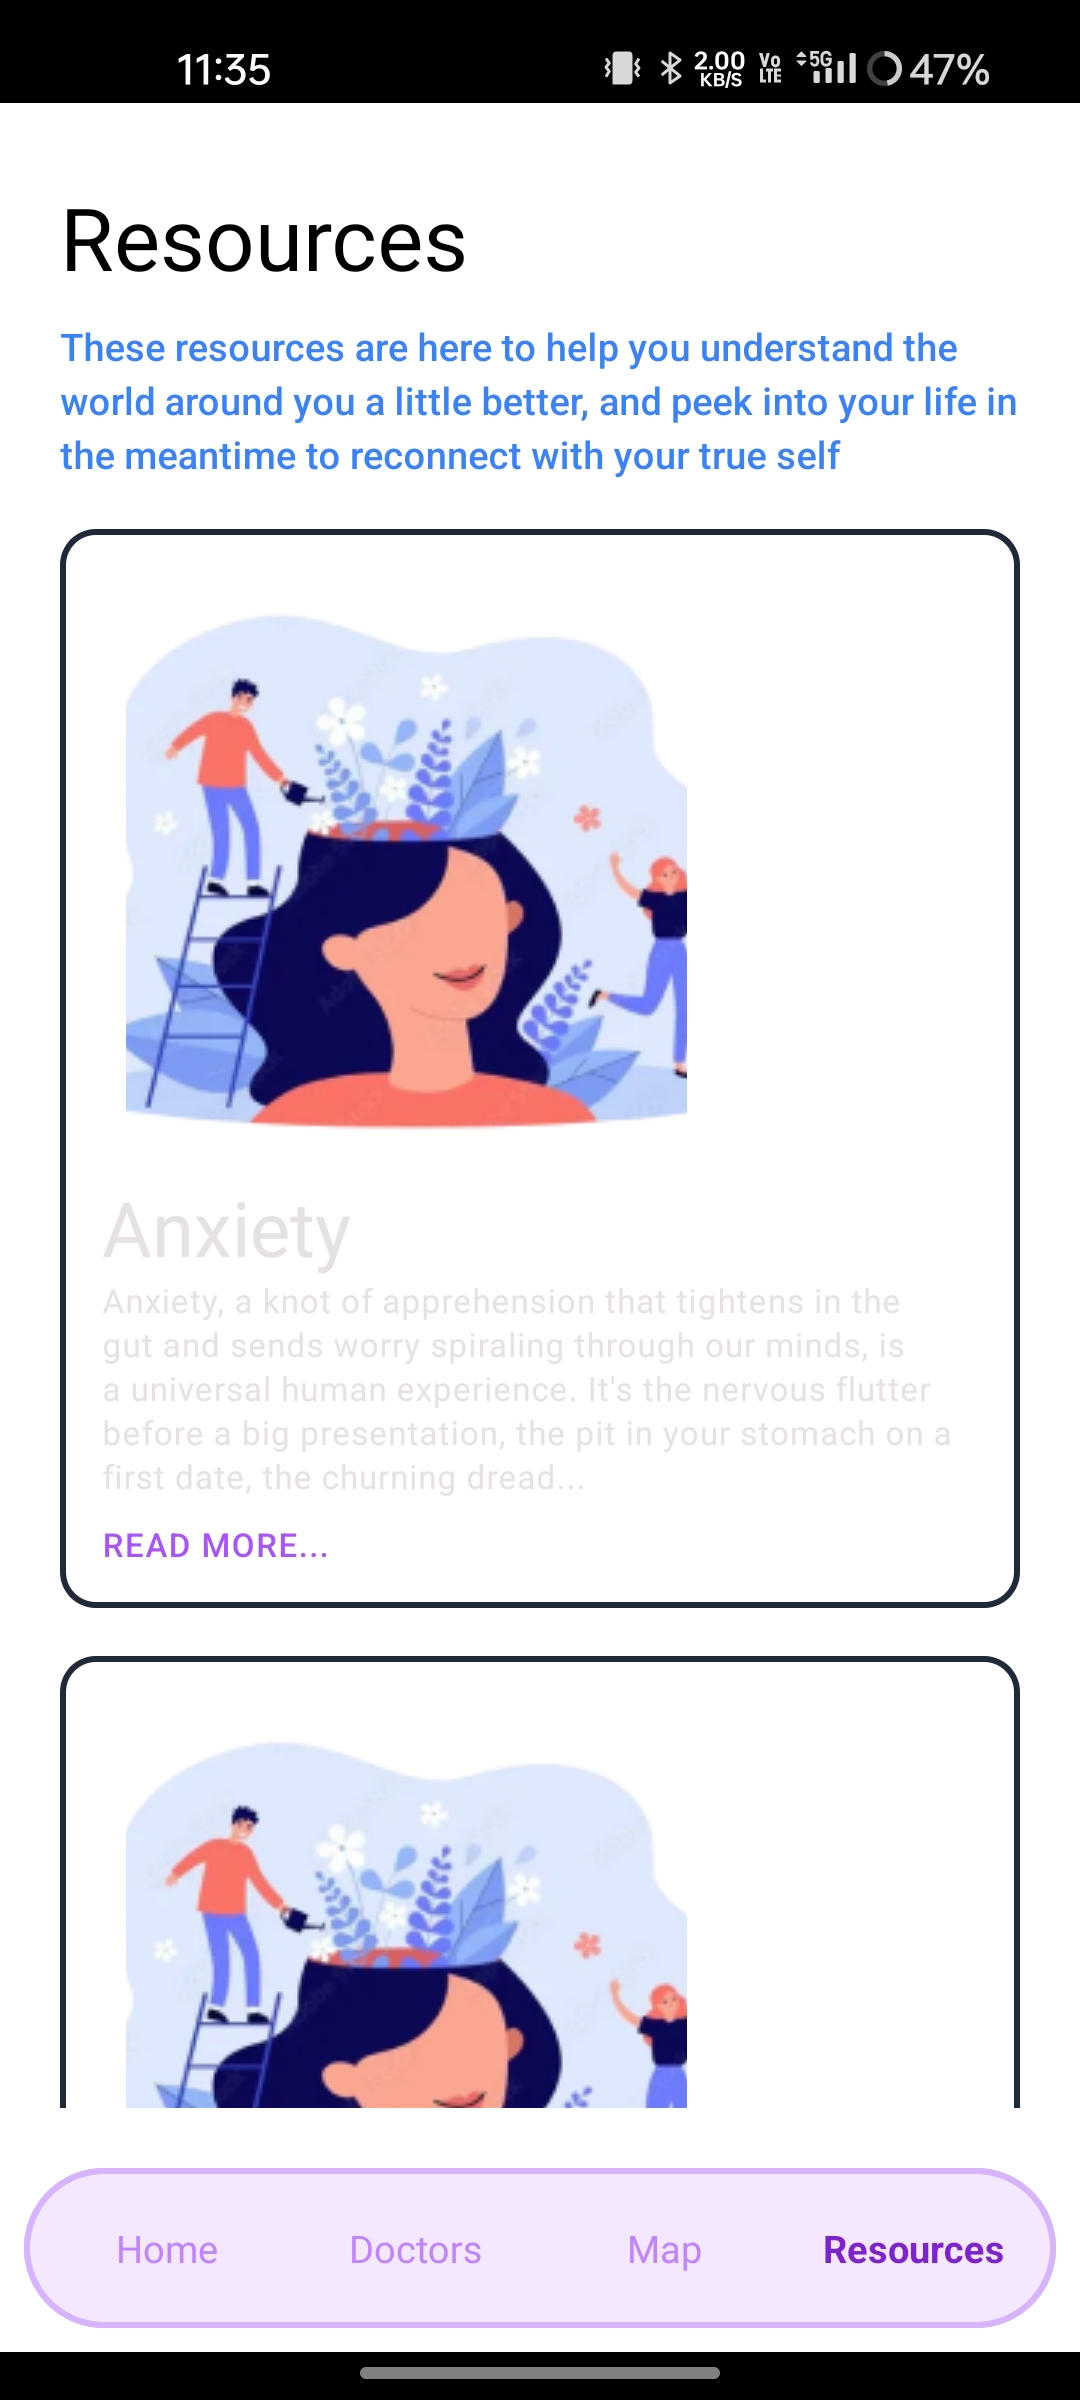 11:35
2.00
KB/S
Vo
LTE
5G
47%
Resources
These resources are here to help you understand the
world around you a little better, and peek into your life in
the meantime to reconnect with your true self
Anxiety
Anxiety, a knot of apprehension that tightens in the
gut and sends worry spiraling through our minds, is
a universal human experience. It's the nervous flutter
before a big presentation, the pit in your stomach on a
first date, the churning dread...
READ MORE...
Home
Doctors
Map
Resources